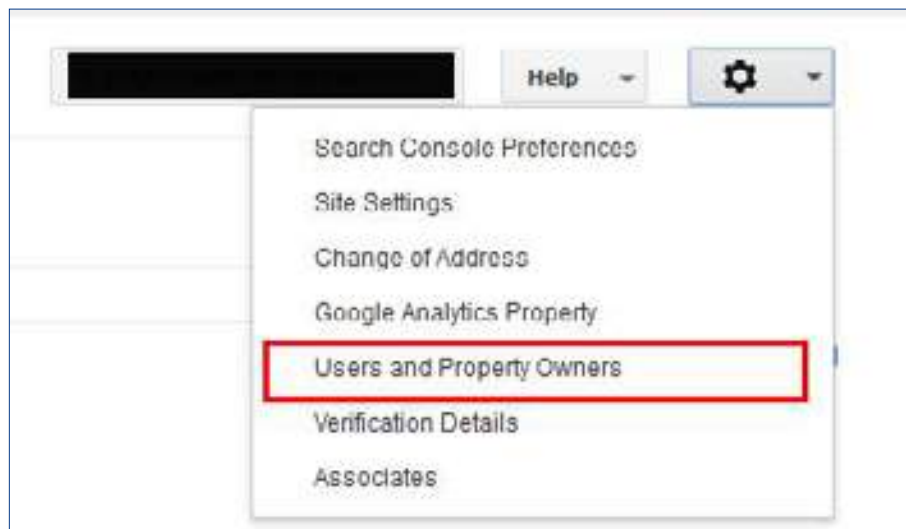 Help
Search Console Preferences
Site Settings
Change of Address
Google Analytics Property
Users and Property Owners
Verification Details
Associates